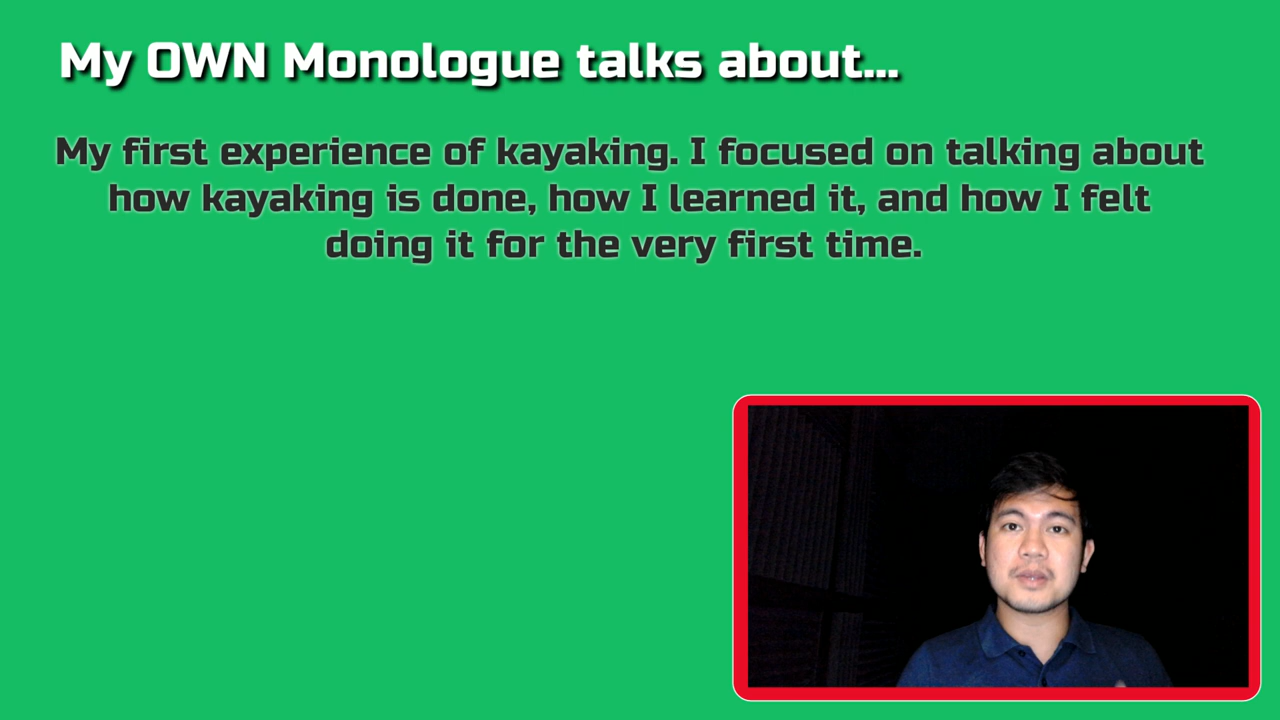 My OWN Monologue talks about...
My first experience of kayaking. I focused on talking about
how kayaking is done, how I learned it, and how I felt
doing it for the very first time.